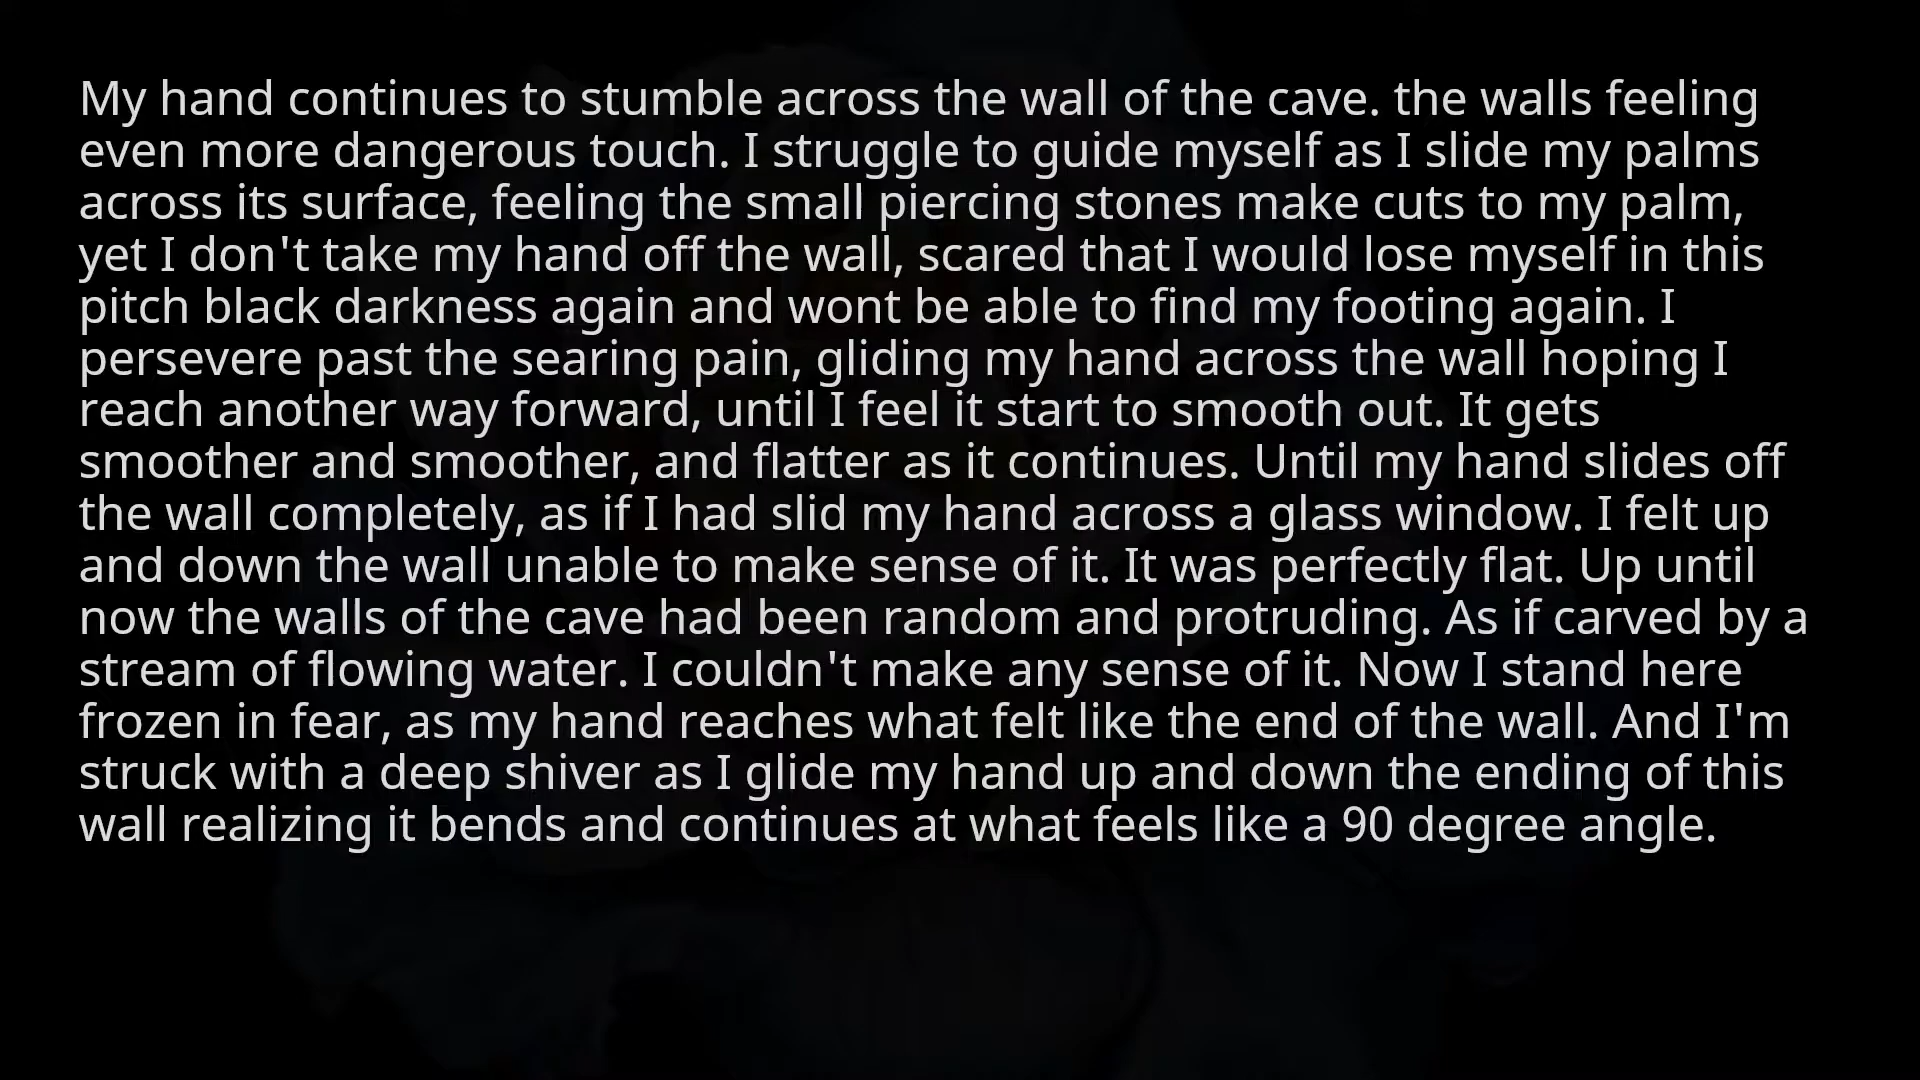 My hand continues to stumble across the wall of the cave. the walls feeling
even more dangerous touch. I struggle to guide myself as I slide my palms
across its surface, feeling the small piercing stones make cuts to my palm,
yet I don't take my hand off the wall, scared that I would lose myself in this
pitch black darkness again and wont be able to find my footing again. I
persevere past the searing pain, gliding my hand across the wall hoping I
reach another way forward, until I feel it start to smooth out. It gets
smoother and smoother, and flatter as it continues. Until my hand slides off
the wall completely, as if I had slid my hand across a glass window. I felt up
and down the wall unable to make sense of it. It was perfectly flat. Up until
now the walls of the cave had been random and protruding. As if carved by a
stream of flowing water. I couldn't make any sense of it. Now I stand here
frozen in fear, as my hand reaches what felt like the end of the wall. And I'm
struck with a deep shiver as I glide my hand up and down the ending of this
wall realizing it bends and continues at what feels like a 90 degree angle.